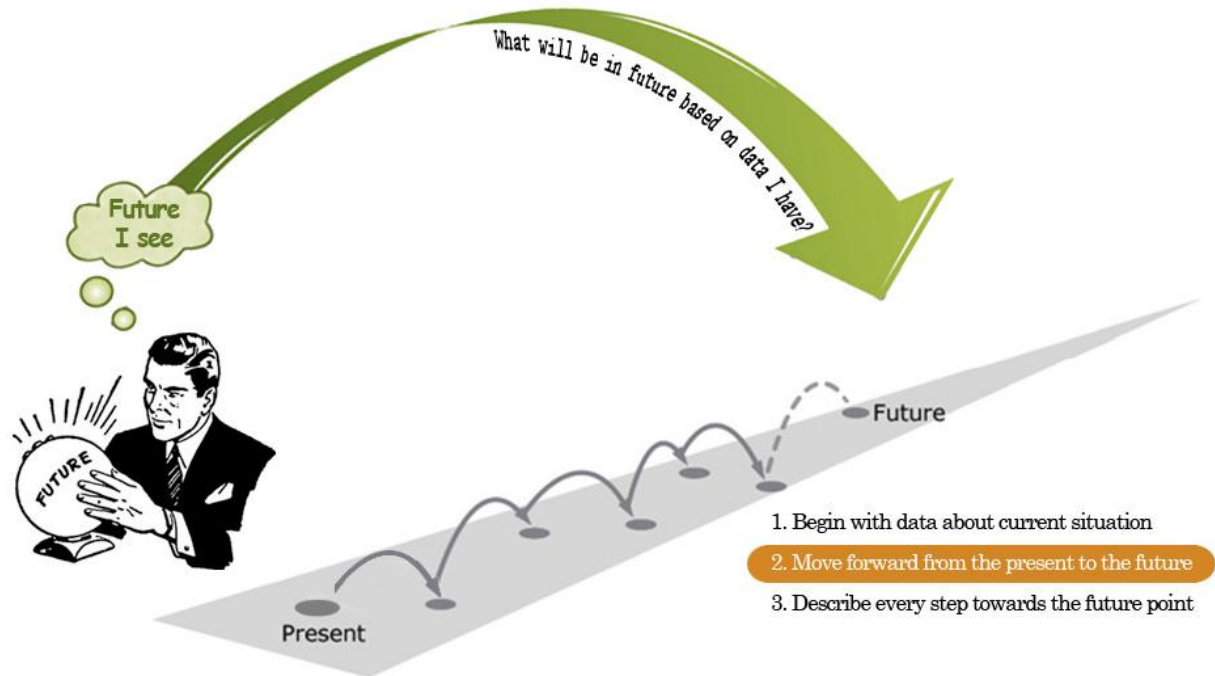 What will be in future based on data I have?
Future
I see
FUTURE
Future
Present
1. Begin with data about current situation
2. Move forward from the present to the future
3. Describe every step towards the future point